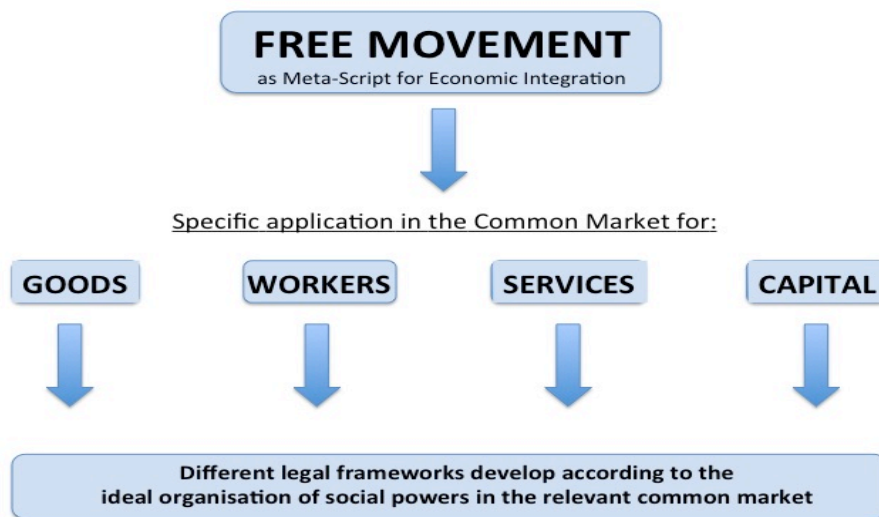 FREE MOVEMENT
as Meta-Script for Economic Integration
Specific application in the Common Market for:
GOODS
WORKERS
SERVICES
CAPITAL
Different legal frameworks develop according to the
ideal organisation of social powers in the relevant common market